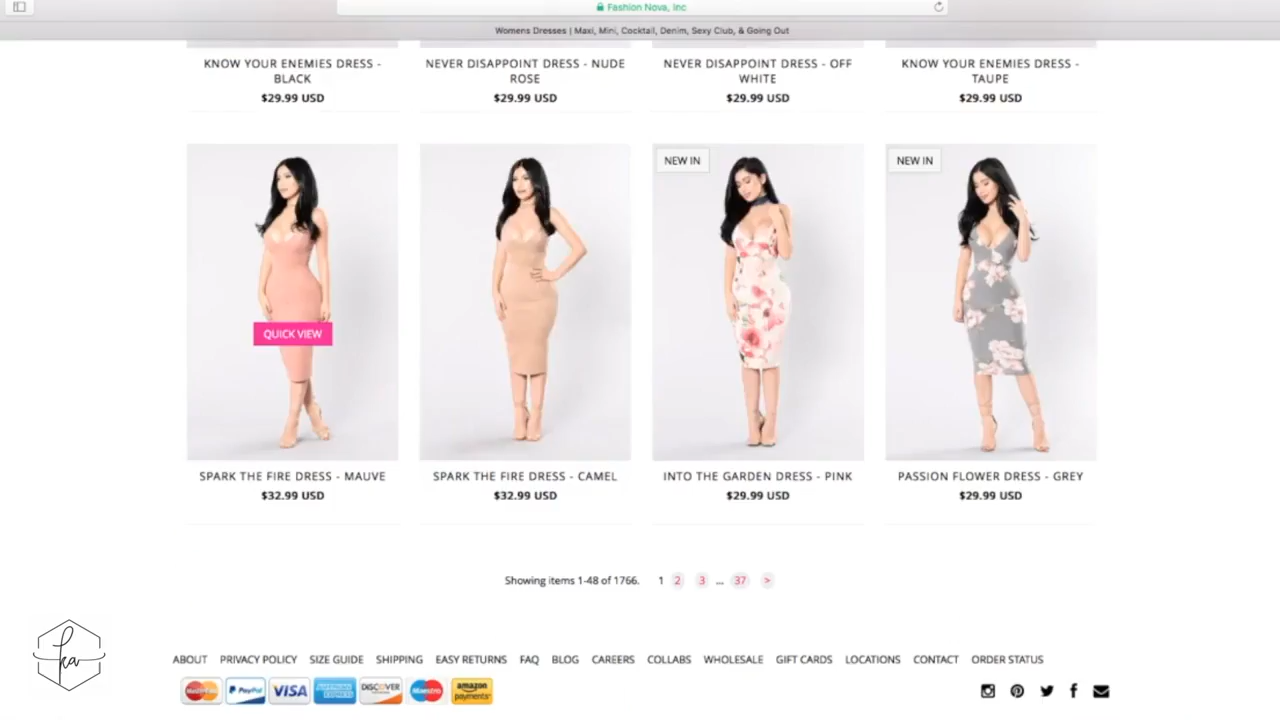 Fashion Nova, Inc
Womens Dresses | Maxi, Mini, Cocktail, Denim, Sexy Club, & Going Out
KNOW YOUR ENEMIES DRESS -
BLACK
$29.99 USD
NEVER DISAPPOINT DRESS - NUDE
ROSE
$29.99 USD
NEVER DISAPPOINT DRESS - OFF
WHITE
$29.99 USD
KNOW YOUR ENEMIES DRESS -
TAUPE
$29.99 USD
QUICK VIEW
SPARK THE FIRE DRESS - MAUVE
$32.99 USD
SPARK THE FIRE DRESS - CAMEL
$32.99 USD
NEW IN
INTO THE GARDEN DRESS - PINK
$29.99 USD
NEW IN
PASSION FLOWER DRESS - GREY
$29.99 USD
Showing items 1-48 of 1766. 1 2 3 ... 37 >
ka
ABOUT PRIVACY POLICY SIZE GUIDE SHIPPING EASY RETURNS FAQ BLOG CAREERS COLLABS WHOLESALE GIFT CARDS LOCATIONS CONTACT ORDER STATUS
MasterCard PayPal VISA AMERICAN EXPRESS DISCOVER Maestro amazon payments